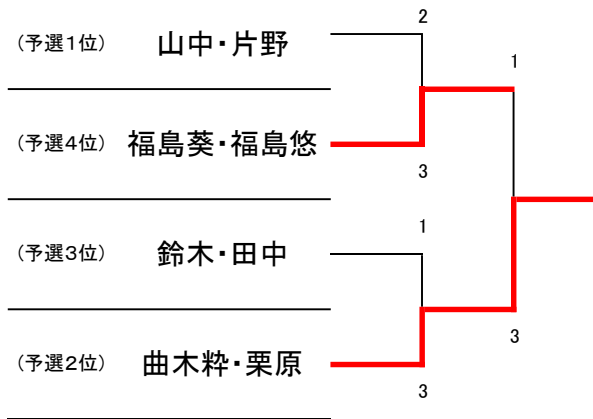 2
(予選1位) 山中・片野
1
(予選4位) 福島葵・福島悠
3
1
(予選3位) 鈴木・田中
3
(予選2位) 曲木粋・栗原
3